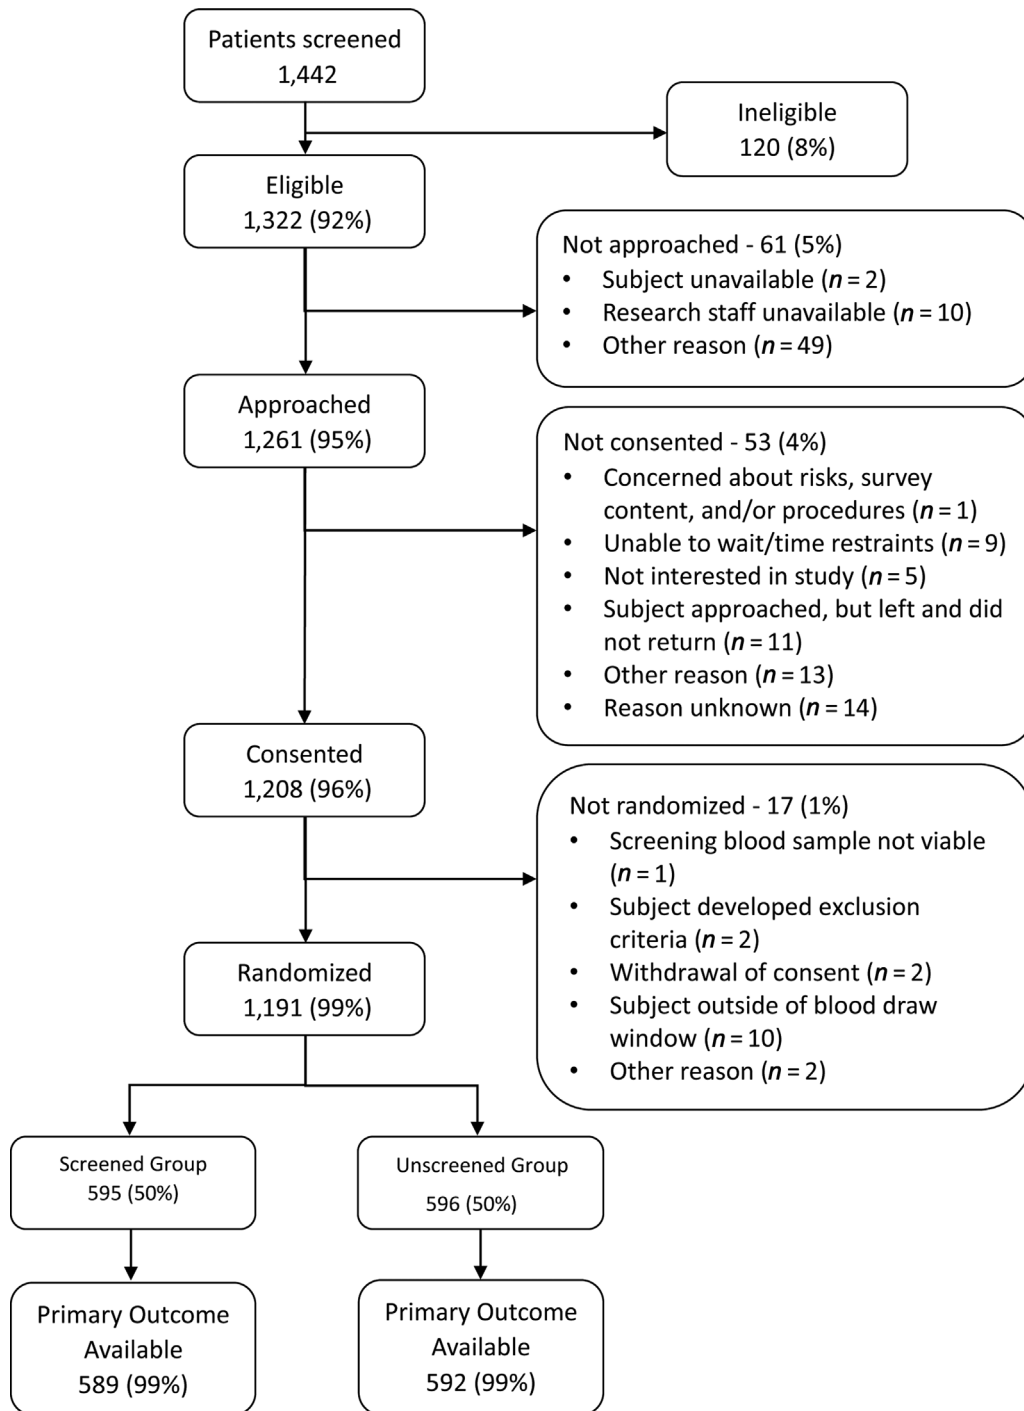 Patients screened
1,442
Ineligible
120 (8%)
Eligible
1,322 (92%)
Not approached - 61 (5%)
• Subject unavailable (n = 2)
• Research staff unavailable (n = 10)
• Other reason (n = 49)
Approached
1,261 (95%)
Not consented - 53 (4%)
• Concerned about risks, survey
content, and/or procedures (n = 1)
• Unable to wait/time restraints (n = 9)
• Not interested in study (n = 5)
• Subject approached, but left and did
not return (n = 11)
• Other reason (n = 13)
• Reason unknown (n = 14)
Consented
1,208 (96%)
Not randomized - 17 (1%)
• Screening blood sample not viable
(n = 1)
• Subject developed exclusion
criteria (n = 2)
• Withdrawal of consent (n = 2)
• Subject outside of blood draw
window (n = 10)
• Other reason (n = 2)
Randomized
1,191 (99%)
Screened Group
595 (50%)
Unscreened Group
596 (50%)
Primary Outcome
Available
589 (99%)
Primary Outcome
Available
592 (99%)